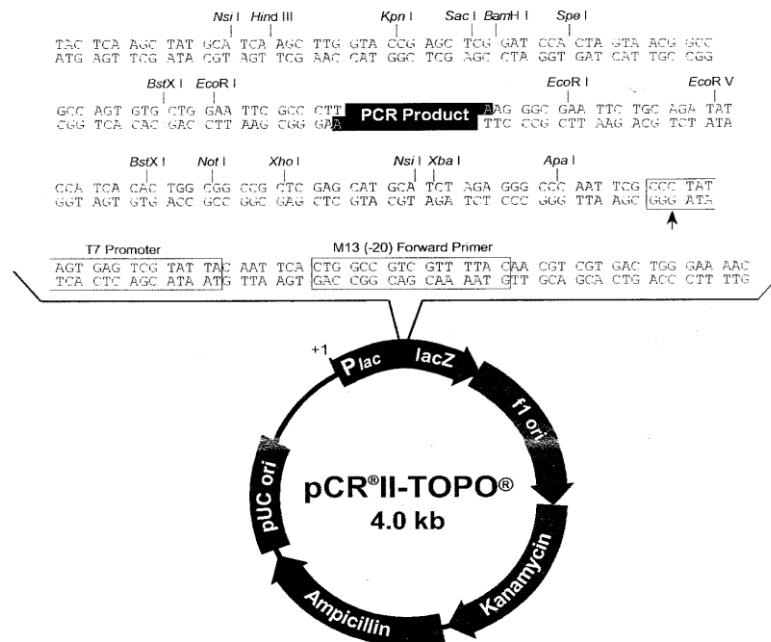 Nsi I Hind III Kpn I Sac I BamH I Spe I
TAC TCA AGC TAT GCA TCA AGC TTG GTA CCG AGC TCG GAT CCA CTA GTA ACG GCC
ATG AGT TCG ATA CGT AGT TCG AAC CAT GGC TCG AGC CTA GGT GAT CAT TGC CGG
BstX I EcoR I EcoR I EcoR V
GCC AGT GTG CTG GAA TTC GCC CTT PCR Product AAG GGC GAA TTC TGC AGA TAT
CGG TCA CAC GAC CTT AAG CGG GAA TTC CCG CTT AAG ACG TCT ATA
BstX I Not I Xho I Nsi I Xba I Apa I
CCA TCA CAC TGG CGG CCG CTC GAG CAT GCA TCT AGA GGG CCC AAT TCG CCC TAT
GGT AGT GTG ACC GCC GGC GAG CTC GTA CGT AGA TCT CCC GGG TTA AGC GGG ATA
T7 Promoter M13 (-20) Forward Primer
AGT GAG TCG TAT TAC AAT TCA CTG GCC GTC GTT TTA CAA CGT CGT GAC TGG GAA AAC
TCA CTC AGC ATA ATG TTA AGT GAC CGG CAG CAA AAT GTT GCA GCA CTG ACC CTT TTG
+1
Plac lacZ
f1 ori
pUC ori
pCR®II-TOPO®
4.0 kb
Kanamycin
Ampicillin